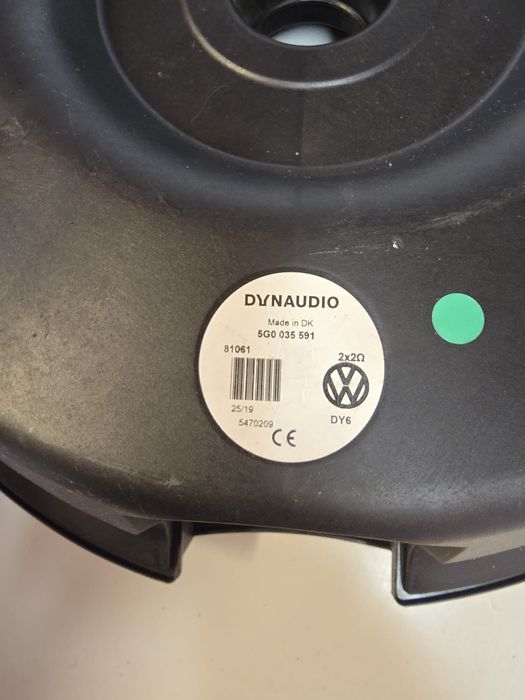 DYNAUDIO
Made in DK
5G0 035 591
81061
2x2Ω
25/19
5470209
DY6
CE